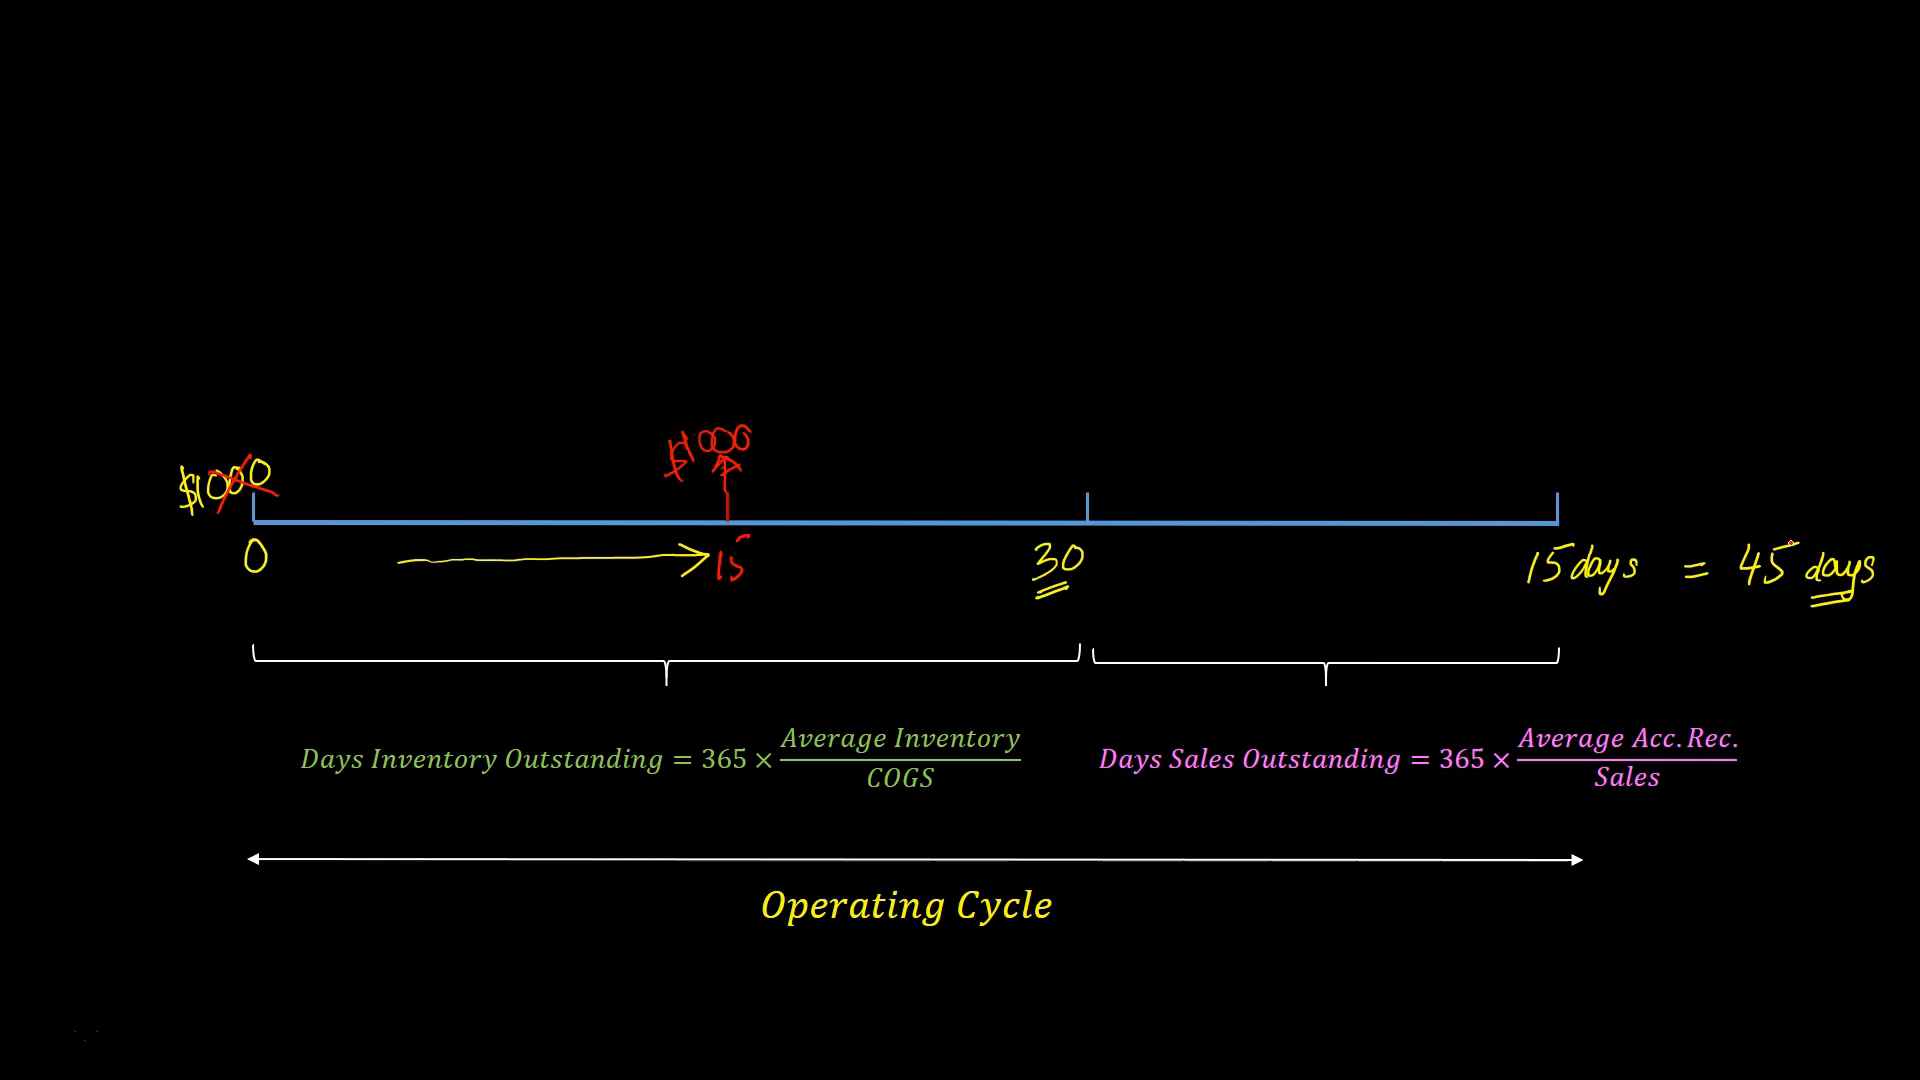 $1000
$1000
0 15 30 15 days = 45 days
Days Inventory Outstanding = 365 × Average Inventory / COGS
Days Sales Outstanding = 365 × Average Acc. Rec. / Sales
Operating Cycle